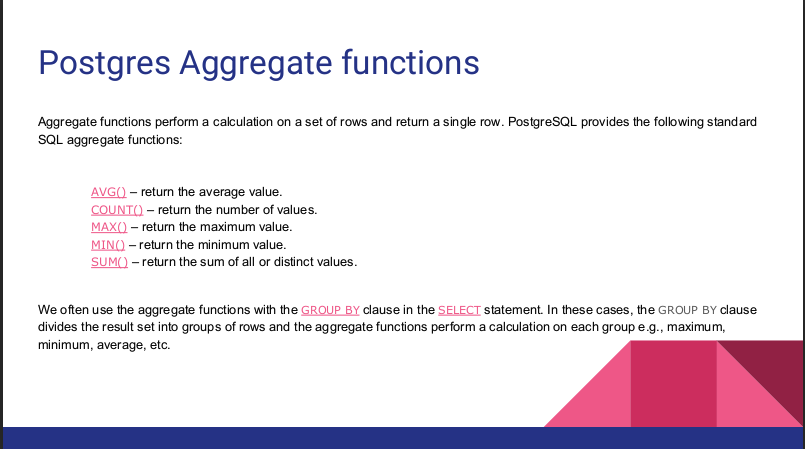 Postgres Aggregate functions
Aggregate functions perform a calculation on a set of rows and return a single row. PostgreSQL provides the following standard
SQL aggregate functions:
AVG() – return the average value.
COUNT() – return the number of values.
MAX() – return the maximum value.
MIN() – return the minimum value.
SUM() – return the sum of all or distinct values.
We often use the aggregate functions with the GROUP BY clause in the SELECT statement. In these cases, the GROUP BY clause
divides the result set into groups of rows and the aggregate functions perform a calculation on each group e.g., maximum,
minimum, average, etc.